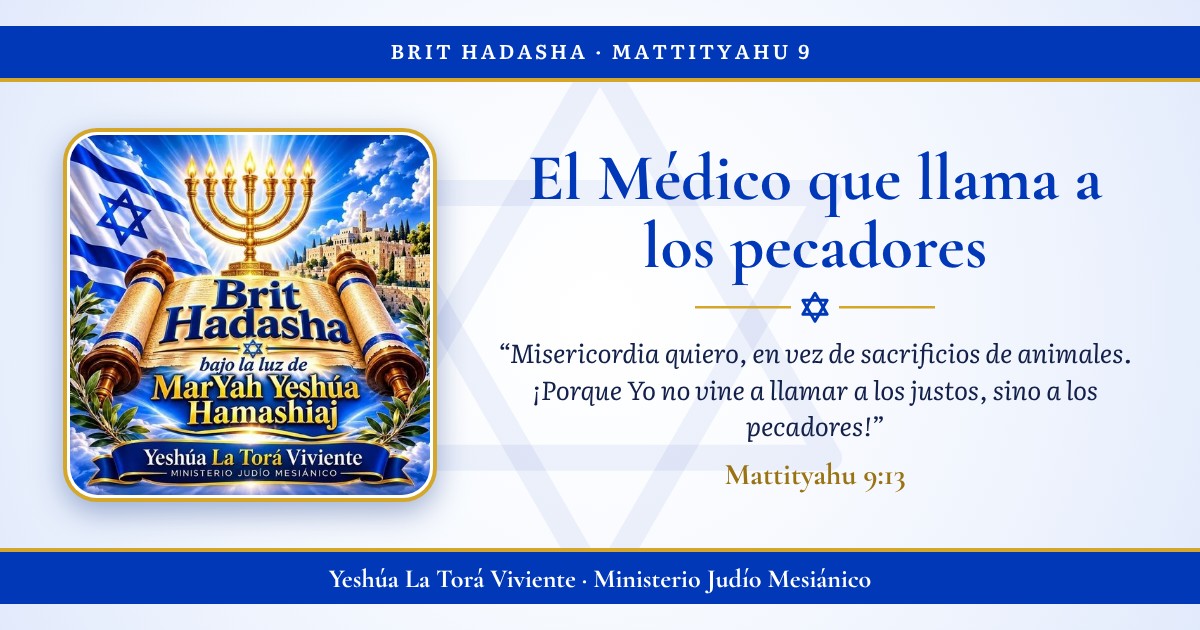 BRIT HADASHA · MATTITYAHU 9
Brit
Hadasha
bajo la luz de
MarYah Yeshúa
Hamashiaj
Yeshúa La Torá Viviente
MINISTERIO JUDÍO MESIÁNICO
El Médico que llama a
los pecadores
“Misericordia quiero, en vez de sacrificios de animales.
¡Porque Yo no vine a llamar a los justos, sino a los
pecadores!”
Mattityahu 9:13
Yeshúa La Torá Viviente · Ministerio Judío Mesiánico